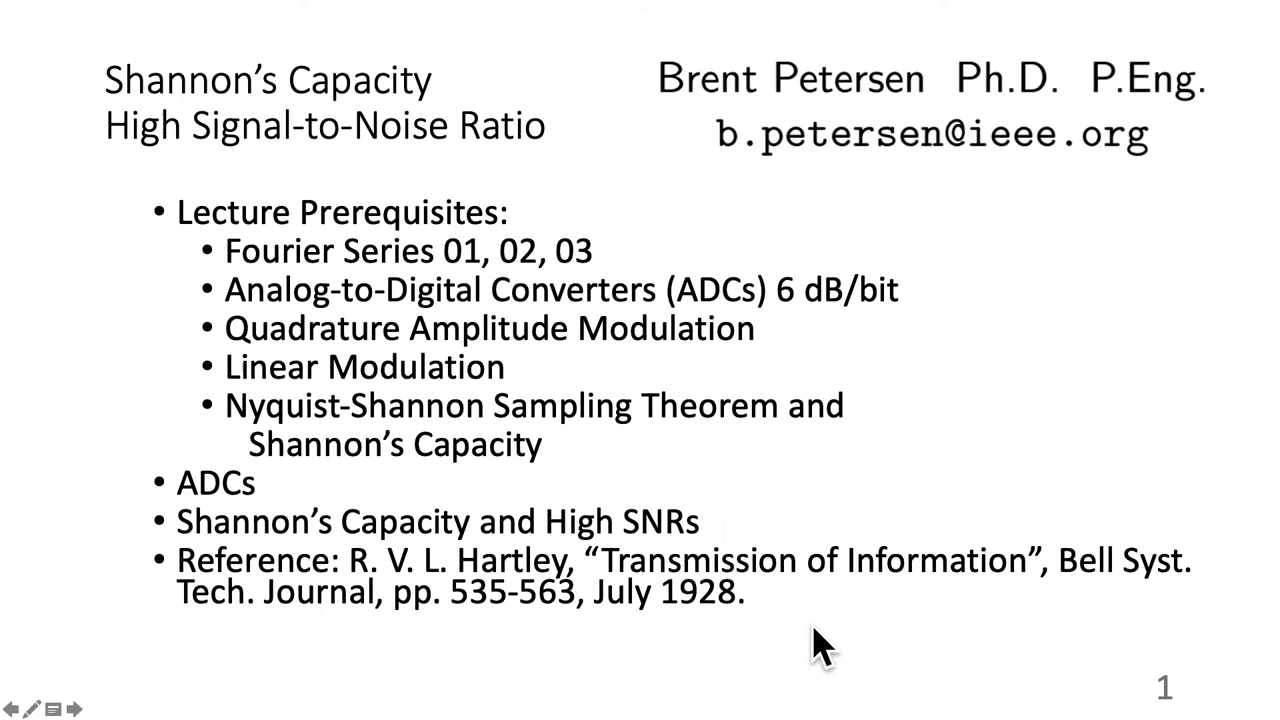 Shannon’s Capacity
High Signal-to-Noise Ratio
Brent Petersen Ph.D. P.Eng.
b.petersen@ieee.org
• Lecture Prerequisites:
• Fourier Series 01, 02, 03
• Analog-to-Digital Converters (ADCs) 6 dB/bit
• Quadrature Amplitude Modulation
• Linear Modulation
• Nyquist-Shannon Sampling Theorem and
Shannon’s Capacity
• ADCs
• Shannon’s Capacity and High SNRs
• Reference: R. V. L. Hartley, “Transmission of Information”, Bell Syst.
Tech. Journal, pp. 535-563, July 1928.
1